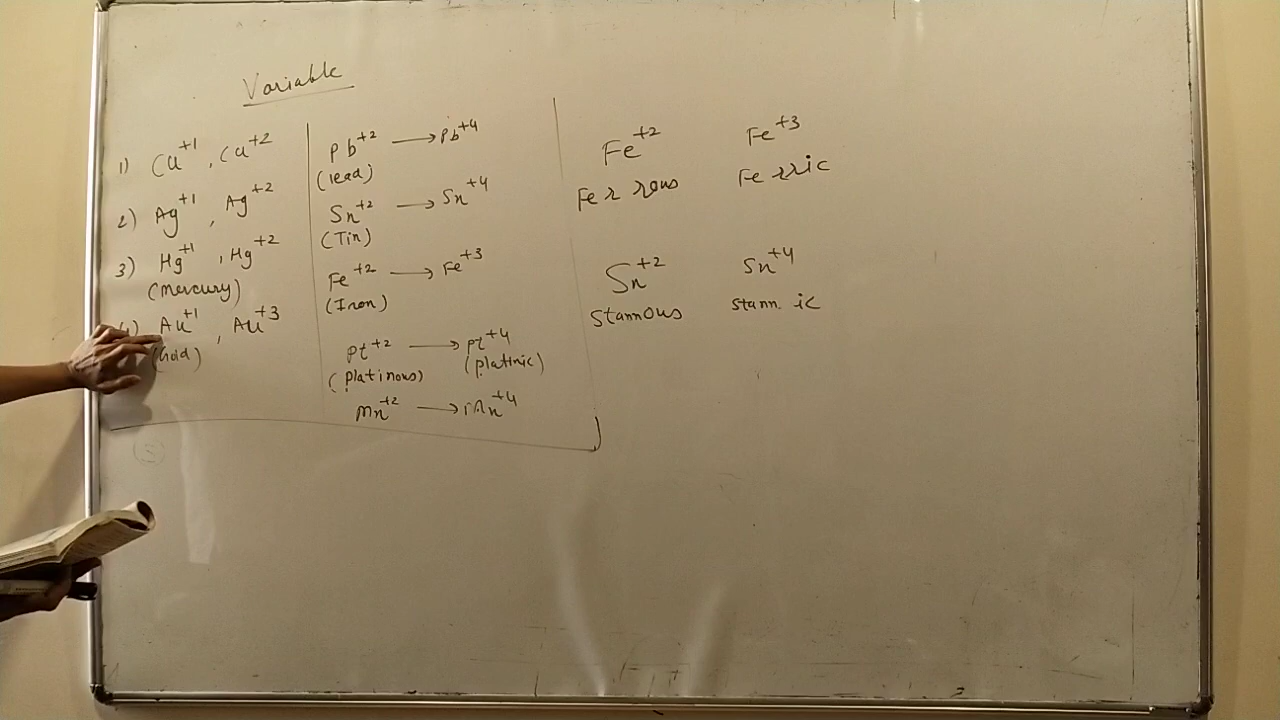 Variable
1) Cu+1 , Cu+2
2) Ag+1 , Ag+2
3) Hg+1 , Hg+2
(Mercury)
4) Au+1 , Au+3
(Gold)
Pb+2 → Pb+4
(lead)
Sn+2 → Sn+4
(Tin)
Fe+2 → Fe+3
(Iron)
Pt+2 → Pt+4
(Platinous) (Platinic)
Mn+2 → Mn+4
Fe+2 Fe+3
Ferrous Ferric
Sn+2 Sn+4
Stannous Stannic